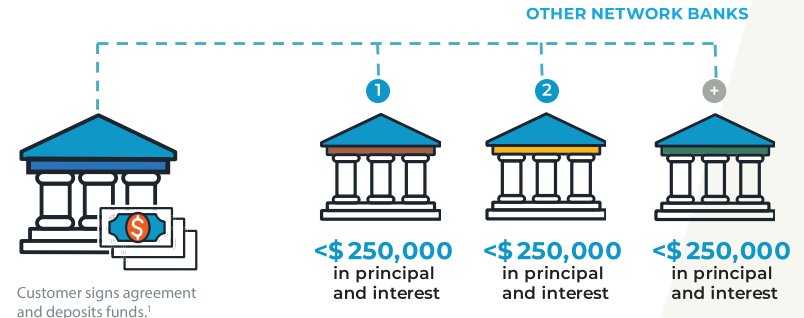 OTHER NETWORK BANKS
1
2
+
$
<$250,000
in principal
and interest
<$250,000
in principal
and interest
<$250,000
in principal
and interest
Customer signs agreement
and deposits funds.¹